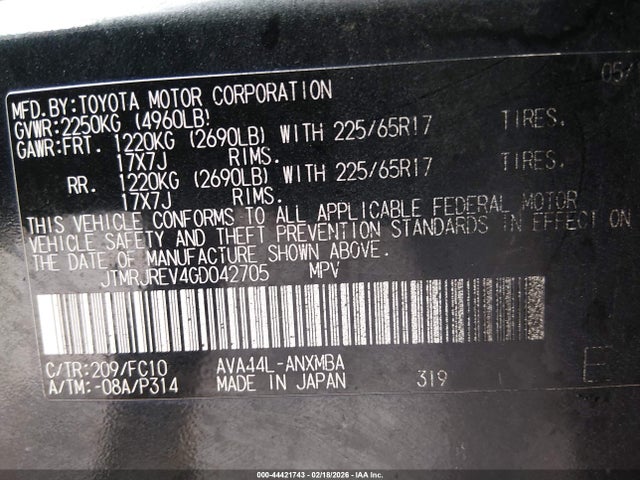 05/
MFD.BY:TOYOTA MOTOR CORPORATION
GVWR:2250KG (4960LB)
GAWR:FRT. 1220KG (2690LB) WITH 225/65R17 TIRES.
17X7J RIMS.
RR. 1220KG (2690LB) WITH 225/65R17 TIRES.
17X7J RIMS.
THIS VEHICLE CONFORMS TO ALL APPLICABLE FEDERAL MOTOR
VEHICLE SAFETY AND THEFT PREVENTION STANDARDS IN EFFECT ON
THE DATE OF MANUFACTURE SHOWN ABOVE.
JTMRJREV4GD042705 MPV
C/TR:209/FC10 AVA44L-ANXMBA
A/TM:-08A/P314 MADE IN JAPAN 319 E
000-44421743 - 02/18/2026 - IAA Inc.